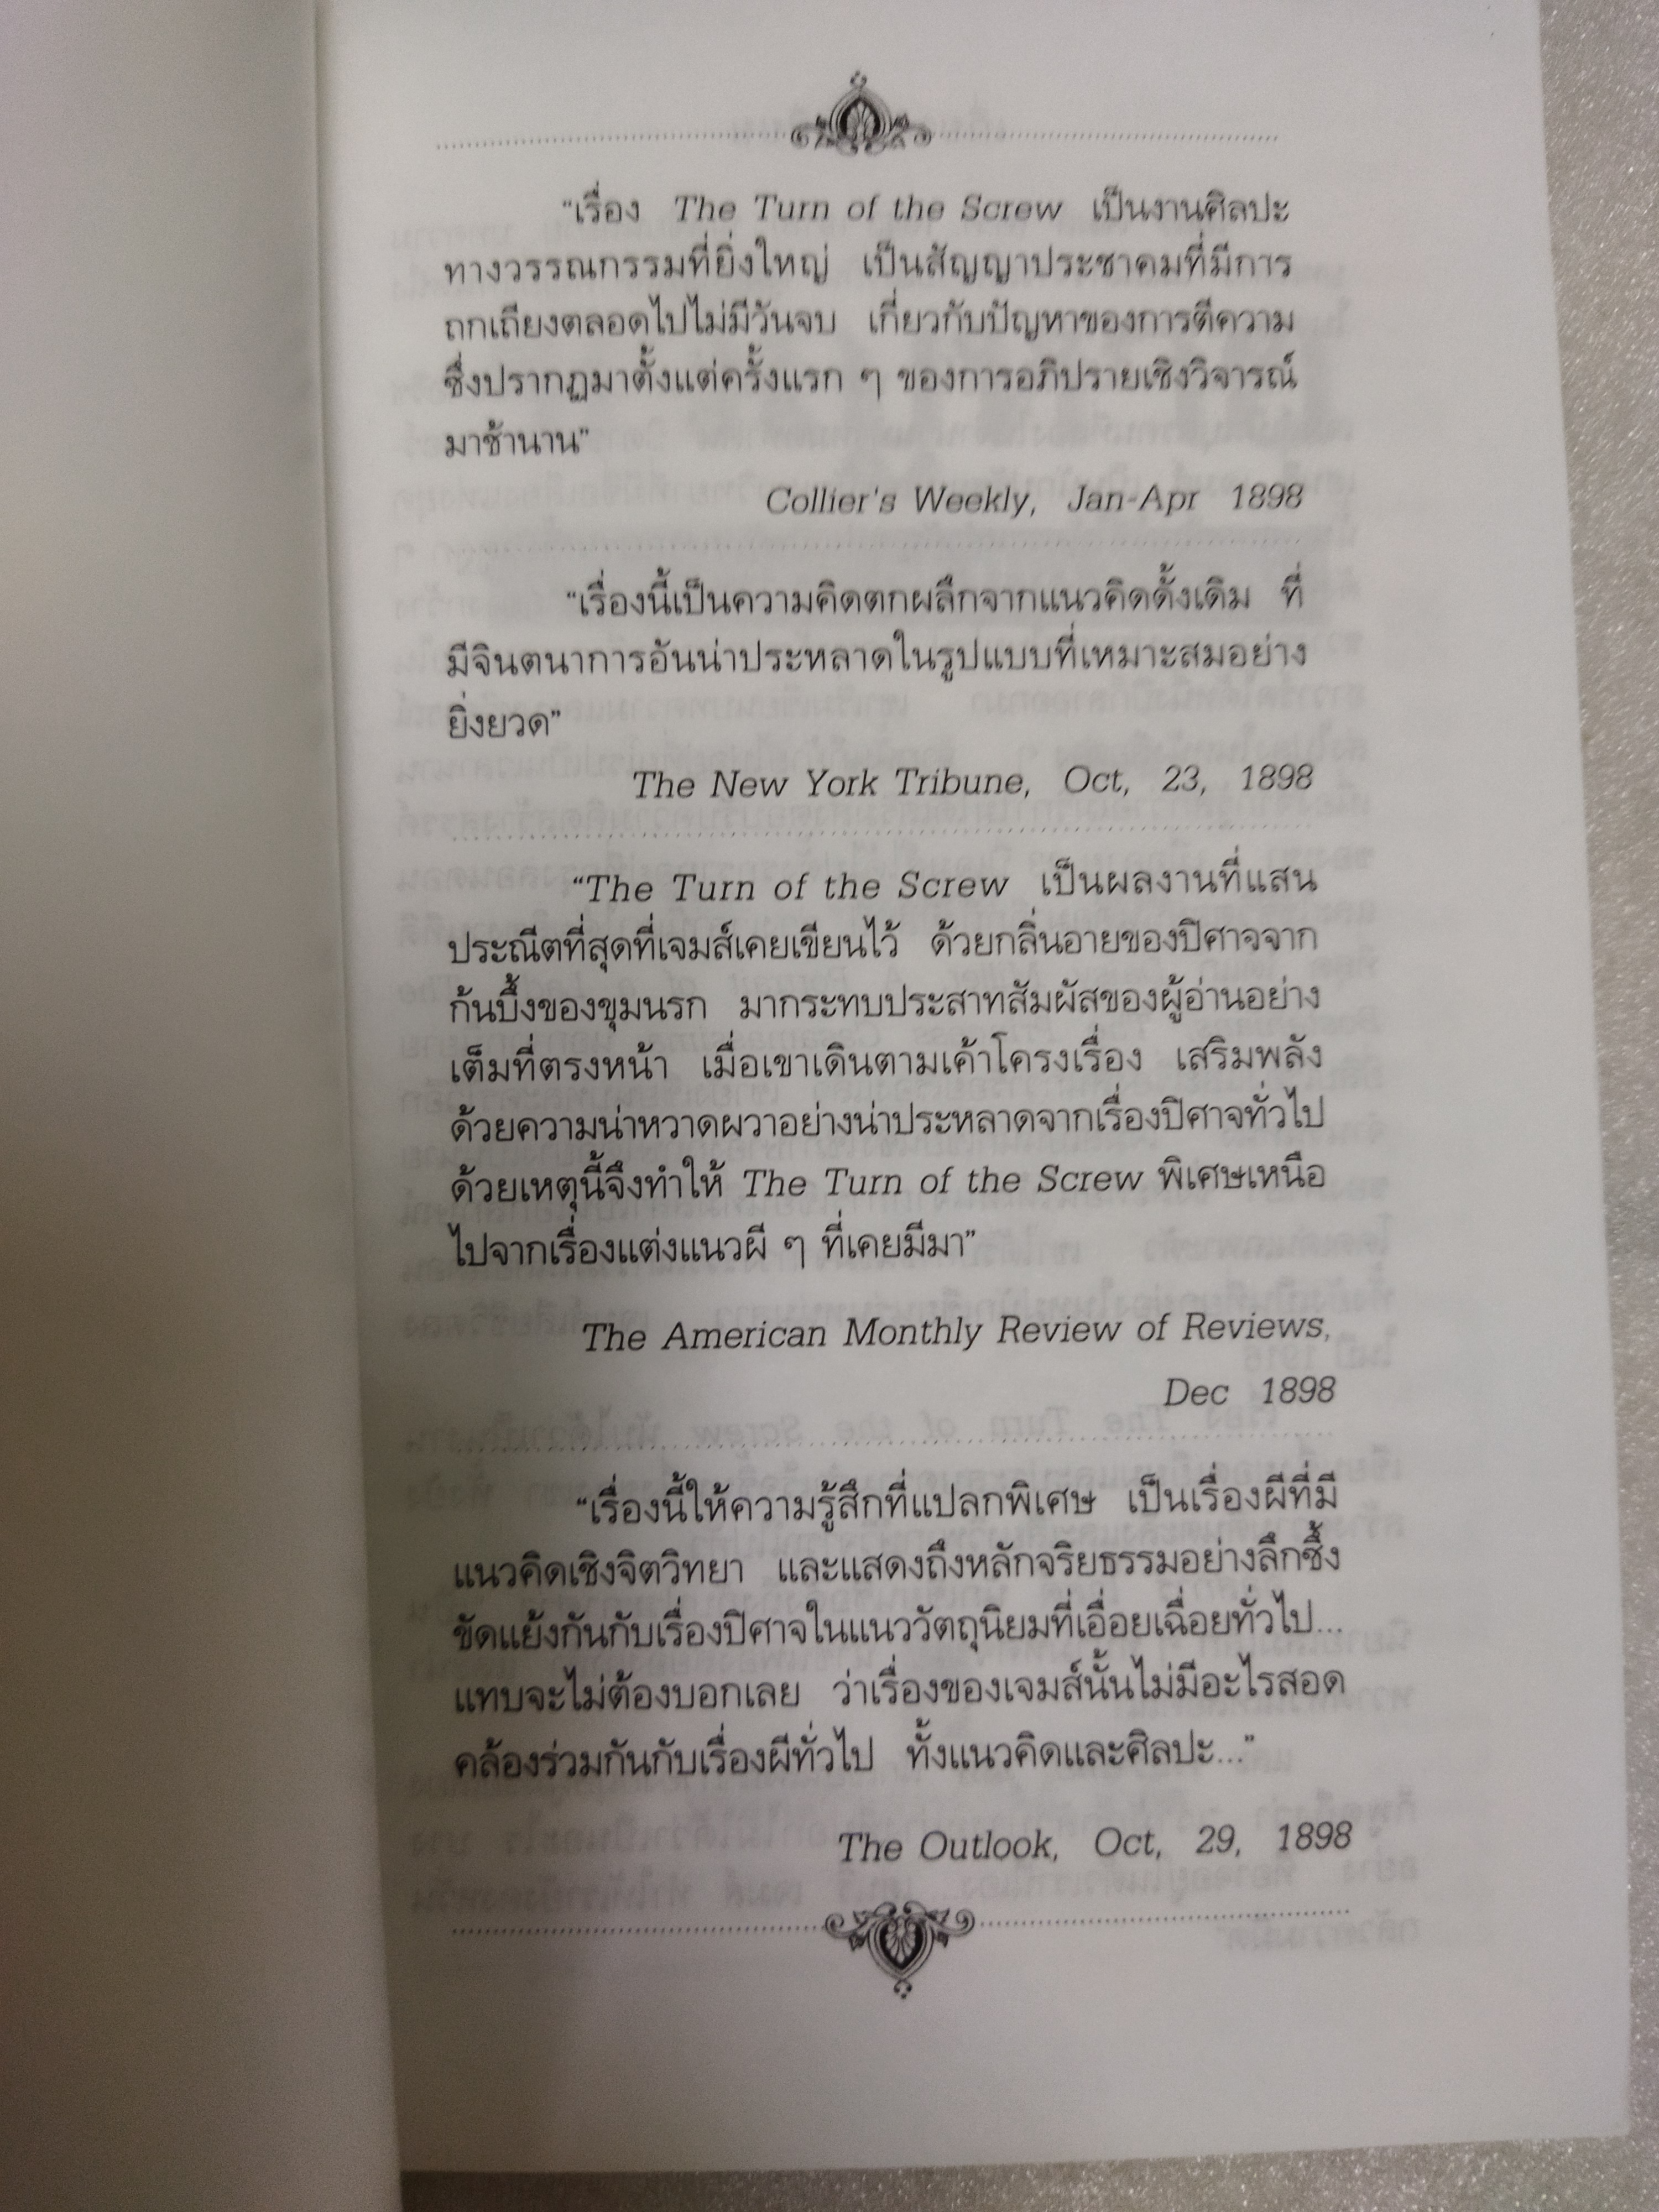 “เรื่อง The Turn of the Screw เป็นงานศิลปะ
ทางวรรณกรรมที่ยิ่งใหญ่ เป็นสัญญาประชาคมที่มีการ
ถกเถียงตลอดไปไม่มีวันจบ เกี่ยวกับปัญหาของการตีความ
ซึ่งปรากฏมาตั้งแต่ครั้งแรก ๆ ของการอภิปรายเชิงวิจารณ์
มาช้านาน”
Collier's Weekly, Jan-Apr 1898
“เรื่องนี้เป็นความคิดตกผลึกจากแนวคิดดั้งเดิม ที่
มีจินตนาการอันน่าประหลาดในรูปแบบที่เหมาะสมอย่าง
ยิ่งยวด”
The New York Tribune, Oct, 23, 1898
“The Turn of the Screw เป็นผลงานที่แสน
ประณีตที่สุดที่เจมส์เคยเขียนไว้ ด้วยกลิ่นอายของปิศาจจาก
ก้นบึ้งของขุมนรก มากระทบประสาทสัมผัสของผู้อ่านอย่าง
เต็มที่ตรงหน้า เมื่อเขาเดินตามเค้าโครงเรื่อง เสริมพลัง
ด้วยความน่าหวาดผวาอย่างน่าประหลาดจากเรื่องปิศาจทั่วไป
ด้วยเหตุนี้จึงทำให้ The Turn of the Screw พิเศษเหนือ
ไปจากเรื่องแต่งแนวผี ๆ ที่เคยมีมา”
The American Monthly Review of Reviews,
Dec 1898
“เรื่องนี้ให้ความรู้สึกที่แปลกพิเศษ เป็นเรื่องผีที่มี
แนวคิดเชิงจิตวิทยา และแสดงถึงหลักจริยธรรมอย่างลึกซึ้ง
ขัดแย้งกันกับเรื่องปิศาจในแนววัตถุนิยมที่เอื่อยเฉื่อยทั่วไป...
แทบจะไม่ต้องบอกเลย ว่าเรื่องของเจมส์นั้นไม่มีอะไรสอด
คล้องร่วมกันกับเรื่องผีทั่วไป ทั้งแนวคิดและศิลปะ...”
The Outlook, Oct, 29, 1898